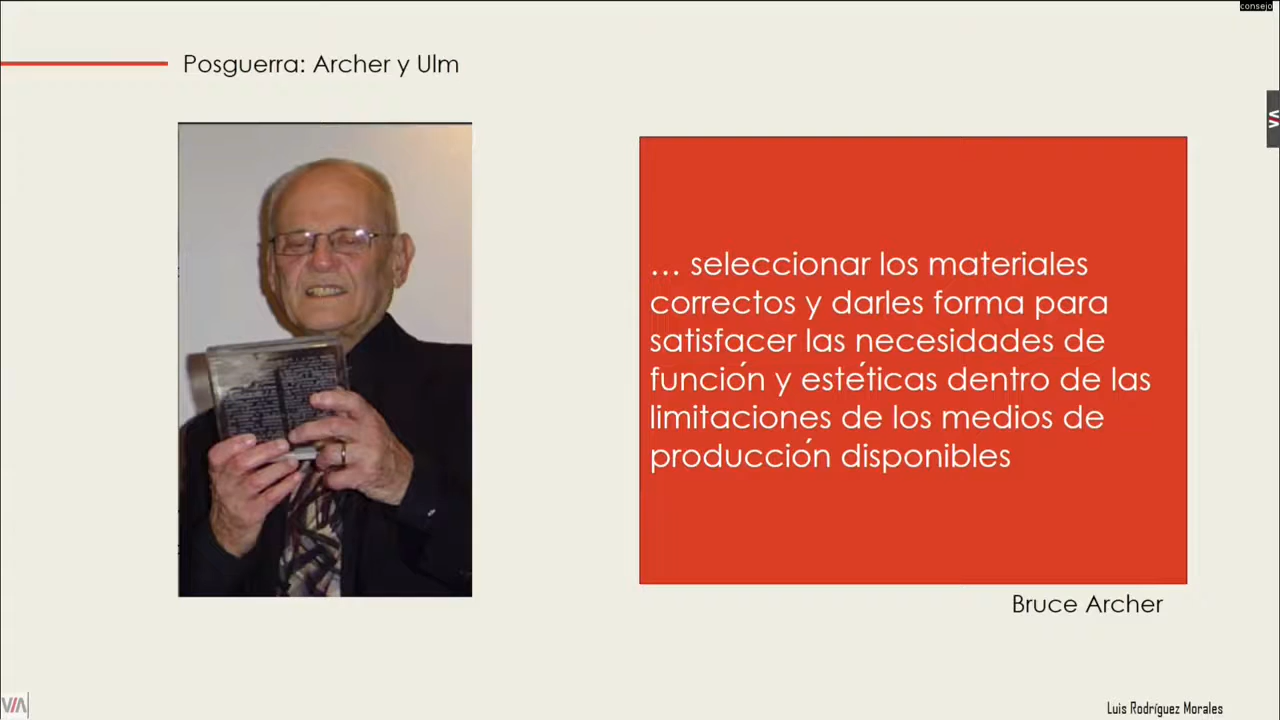 consejo
Posguerra: Archer y Ulm
... seleccionar los materiales
correctos y darles forma para
satisfacer las necesidades de
función y estéticas dentro de las
limitaciones de los medios de
producción disponibles
Bruce Archer
VIA
Luis Rodríguez Morales